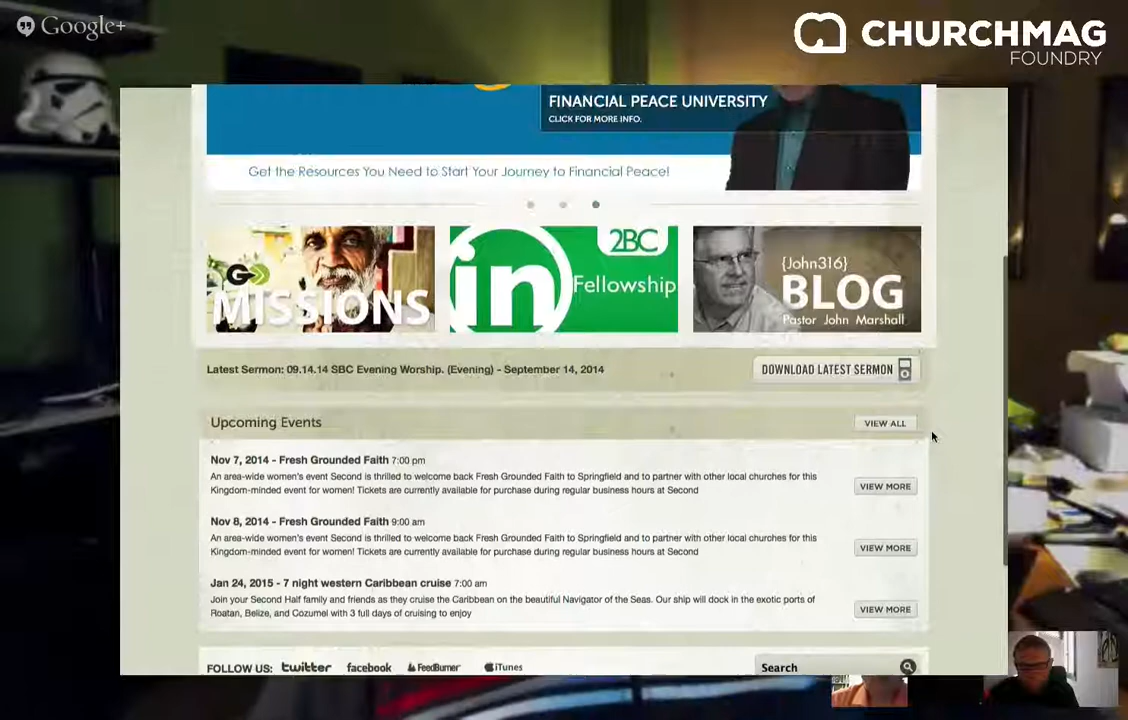 Google+
CHURCHMAG
FOUNDRY
FINANCIAL PEACE UNIVERSITY
CLICK FOR MORE INFO.
Get the Resources You Need to Start Your Journey to Financial Peace!
GO
MISSIONS
in
2BC
Fellowship
{John316}
BLOG
Pastor John Marshall
Latest Sermon: 09.14.14 SBC Evening Worship. (Evening) - September 14, 2014
DOWNLOAD LATEST SERMON
Upcoming Events
VIEW ALL
Nov 7, 2014 - Fresh Grounded Faith 7:00 pm
An area-wide women's event Second is thrilled to welcome back Fresh Grounded Faith to Springfield and to partner with other local churches for this
Kingdom-minded event for women! Tickets are currently available for purchase during regular business hours at Second
VIEW MORE
Nov 8, 2014 - Fresh Grounded Faith 9:00 am
An area-wide women's event Second is thrilled to welcome back Fresh Grounded Faith to Springfield and to partner with other local churches for this
Kingdom-minded event for women! Tickets are currently available for purchase during regular business hours at Second
VIEW MORE
Jan 24, 2015 - 7 night western Caribbean cruise 7:00 am
Join your Second Half family and friends as they cruise the Caribbean on the beautiful Navigator of the Seas. Our ship will dock in the exotic ports of
Roatan, Belize, and Cozumel with 3 full days of cruising to enjoy
VIEW MORE
FOLLOW US: twitter facebook FeedBurner iTunes
Search